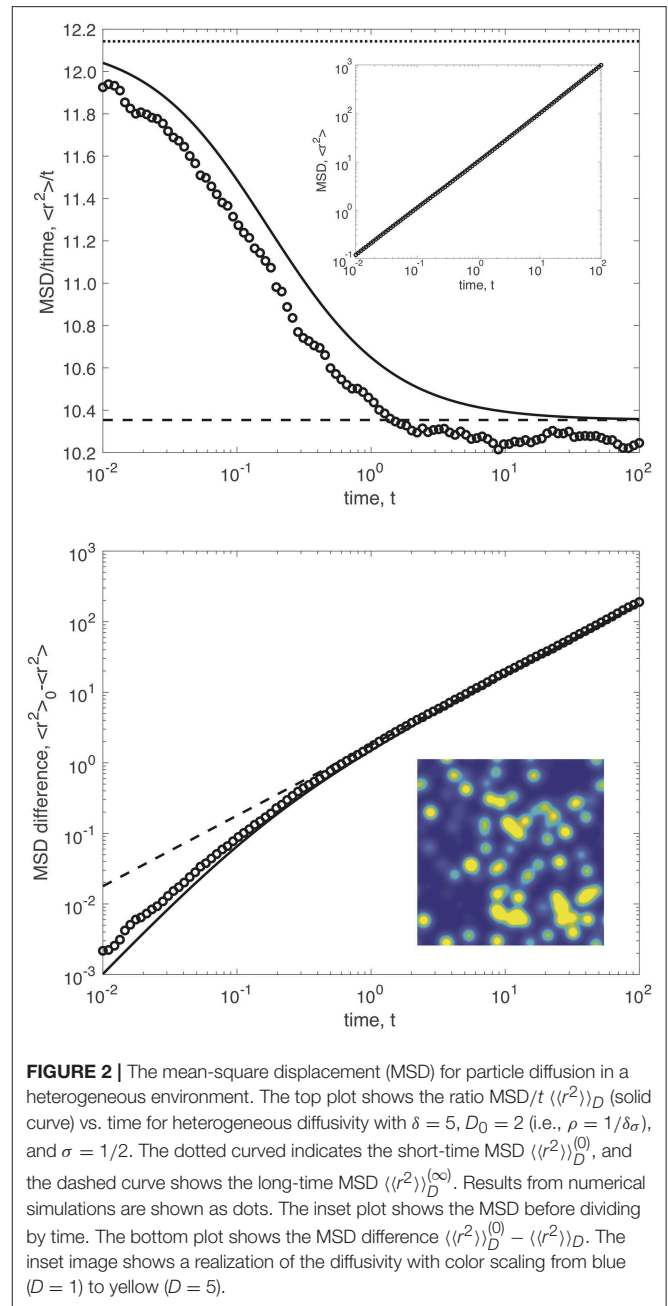 12.2
12.0
11.8
11.6
11.4
11.2
11.0
10.8
10.6
10.4
10.2
MSD/time, <r²>/t
10⁻² 10⁻¹ 10⁰ 10¹ 10²
time, t
10³
10²
10¹
10⁰
10⁻¹
MSD, <r²>
10⁻² 10⁻¹ 10⁰ 10¹ 10²
time, t
10³
10²
10¹
10⁰
10⁻¹
10⁻²
10⁻³
MSD difference, <r²>₀-<r²>
10⁻² 10⁻¹ 10⁰ 10¹ 10²
time, t
FIGURE 2 | The mean-square displacement (MSD) for particle diffusion in a
heterogeneous environment. The top plot shows the ratio MSD/t ⟨⟨r²⟩⟩_D (solid
curve) vs. time for heterogeneous diffusivity with δ = 5, D₀ = 2 (i.e., ρ = 1/δσ),
and σ = 1/2. The dotted curved indicates the short-time MSD ⟨⟨r²⟩⟩_D^(0), and
the dashed curve shows the long-time MSD ⟨⟨r²⟩⟩_D^(∞). Results from numerical
simulations are shown as dots. The inset plot shows the MSD before dividing
by time. The bottom plot shows the MSD difference ⟨⟨r²⟩⟩_D^(0) − ⟨⟨r²⟩⟩_D. The
inset image shows a realization of the diffusivity with color scaling from blue
(D = 1) to yellow (D = 5).